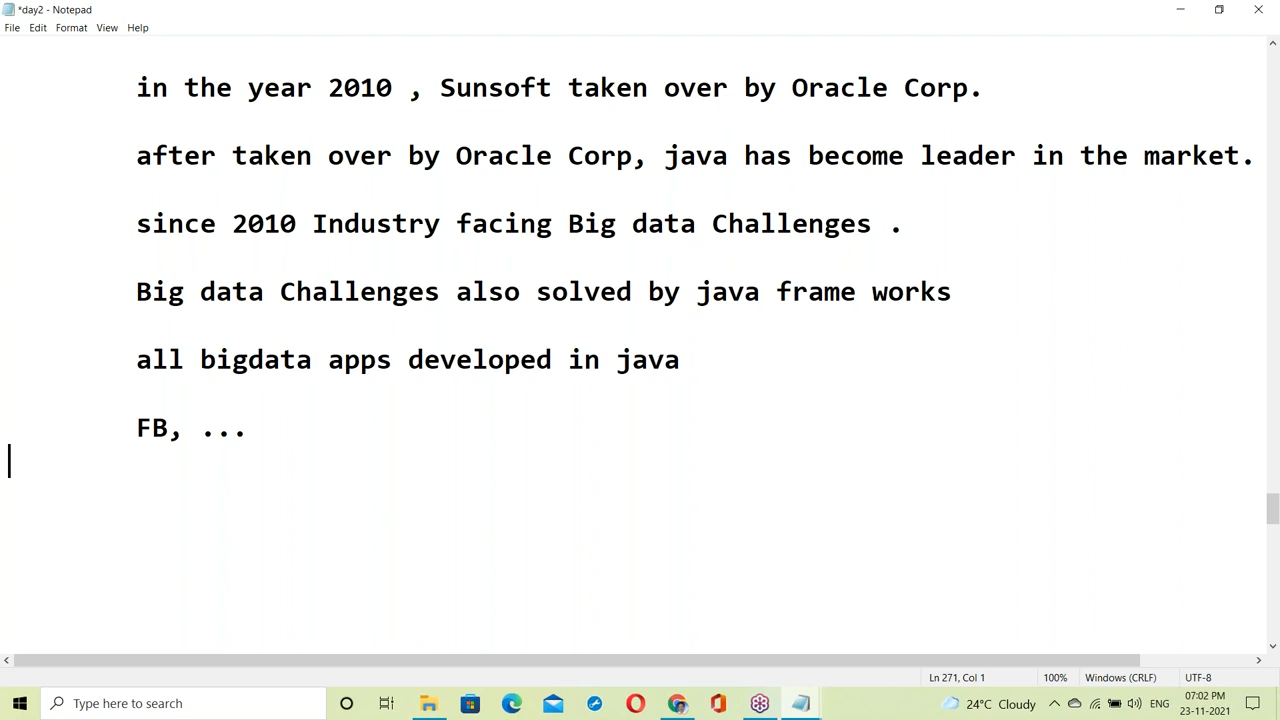 *day2 - Notepad
File Edit Format View Help
in the year 2010 , Sunsoft taken over by Oracle Corp.
after taken over by Oracle Corp, java has become leader in the market.
since 2010 Industry facing Big data Challenges .
Big data Challenges also solved by java frame works
all bigdata apps developed in java
FB, ...
Ln 271, Col 1 100% Windows (CRLF) UTF-8
Type here to search
24°C Cloudy
ENG
07:02 PM
23-11-2021